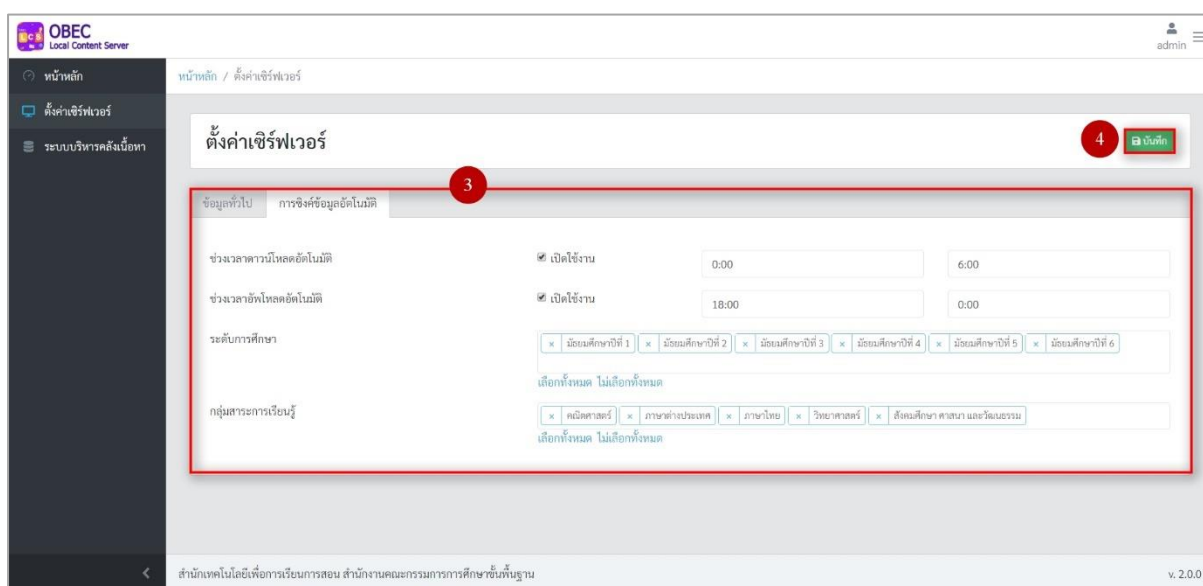 OBEC
Local Content Server
admin
หน้าหลัก
ตั้งค่าเซิร์ฟเวอร์
ระบบบริหารคลังเนื้อหา
หน้าหลัก / ตั้งค่าเซิร์ฟเวอร์
ตั้งค่าเซิร์ฟเวอร์
4
บันทึก
3
ข้อมูลทั่วไป การซิงค์ข้อมูลอัตโนมัติ
ช่วงเวลาดาวน์โหลดอัตโนมัติ เปิดใช้งาน 0:00 6:00
ช่วงเวลาอัพโหลดอัตโนมัติ เปิดใช้งาน 18:00 0:00
ระดับการศึกษา × มัธยมศึกษาปีที่ 1 × มัธยมศึกษาปีที่ 2 × มัธยมศึกษาปีที่ 3 × มัธยมศึกษาปีที่ 4 × มัธยมศึกษาปีที่ 5 × มัธยมศึกษาปีที่ 6
เลือกทั้งหมด ไม่เลือกทั้งหมด
กลุ่มสาระการเรียนรู้ × คณิตศาสตร์ × ภาษาต่างประเทศ × ภาษาไทย × วิทยาศาสตร์ × สังคมศึกษา ศาสนา และวัฒนธรรม
เลือกทั้งหมด ไม่เลือกทั้งหมด
สำนักเทคโนโลยีเพื่อการเรียนการสอน สำนักงานคณะกรรมการการศึกษาขั้นพื้นฐาน
v. 2.0.0